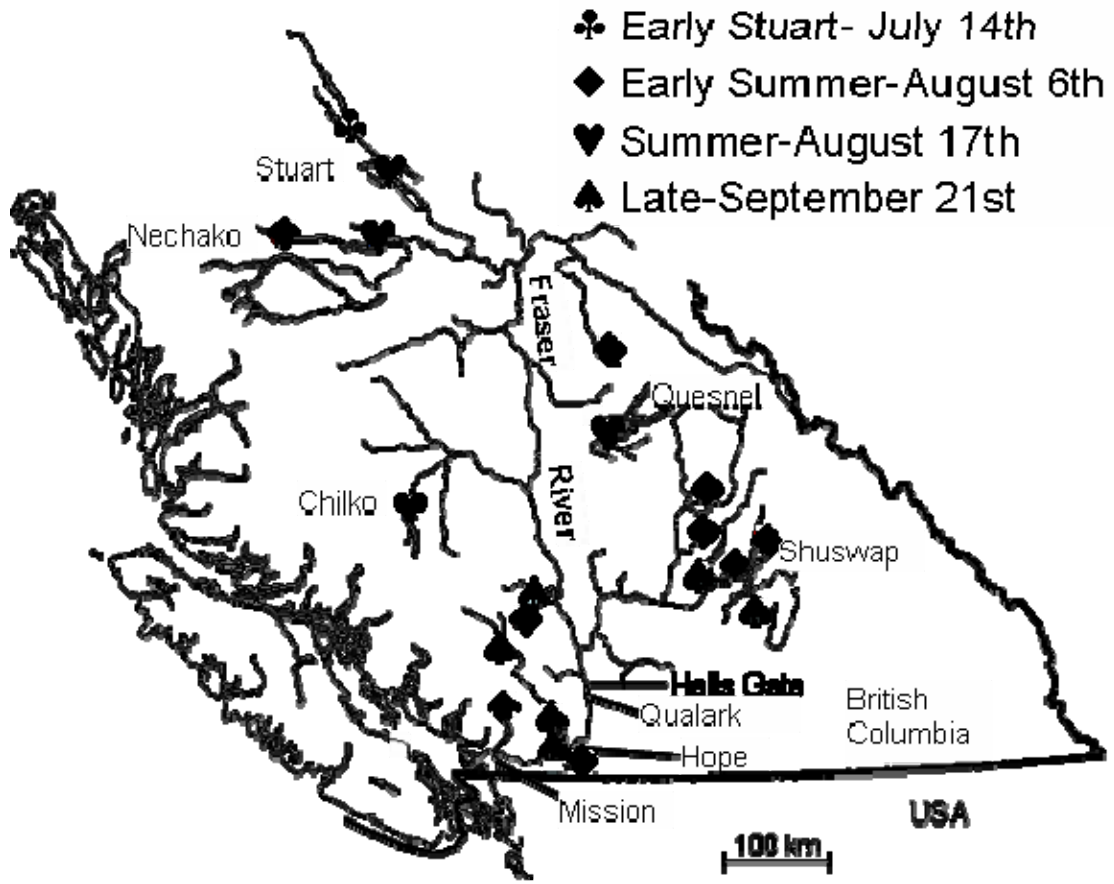 ♣ Early Stuart- July 14th
◆ Early Summer-August 6th
♥ Summer-August 17th
♠ Late-September 21st
Stuart
Nechako
Fraser
Quesnel
River
Chilko
Shuswap
Hells Gate
Qualark
British
Columbia
Hope
Mission
USA
100 km